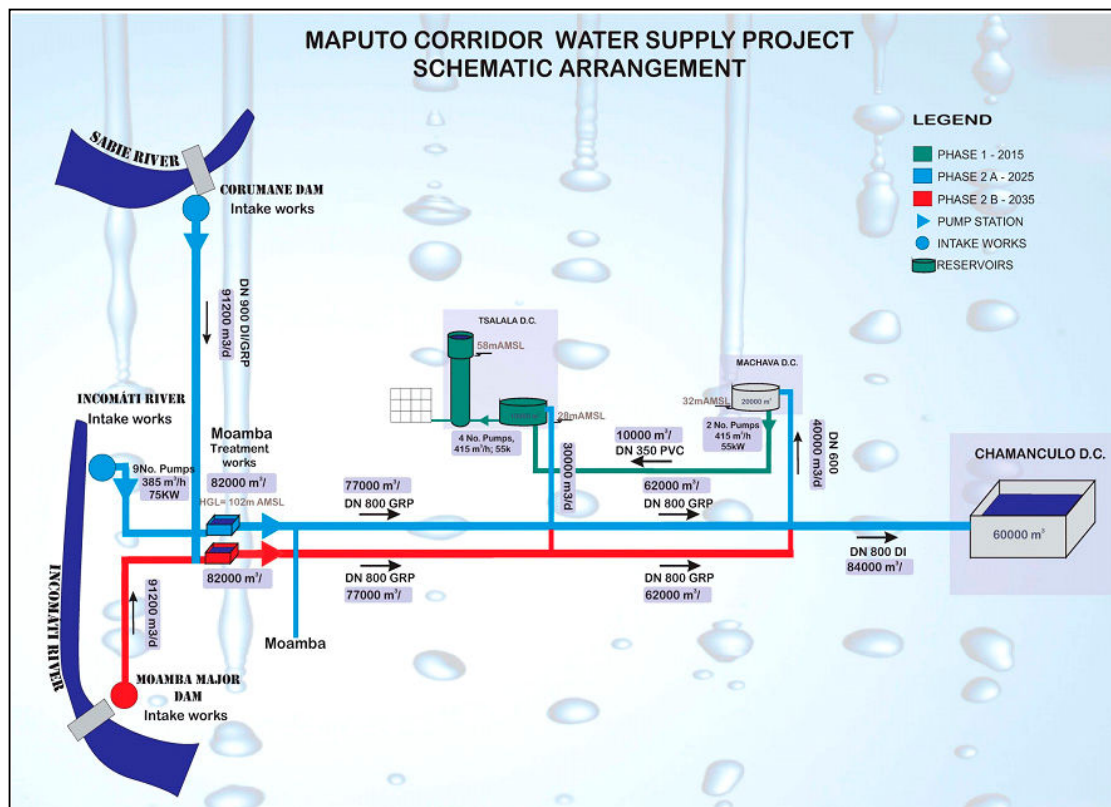 MAPUTO CORRIDOR WATER SUPPLY PROJECT
SCHEMATIC ARRANGEMENT
LEGEND
PHASE 1 - 2015
PHASE 2 A - 2025
PHASE 2 B - 2035
PUMP STATION
INTAKE WORKS
RESERVOIRS
SABIE RIVER
CORUMANE DAM
Intake works
DN 900 DI/GRP
91200 m3/d
INCOMÁTI RIVER
Intake works
9No. Pumps
385 m³/h
75KW
Moamba
Treatment
works
82000 m³/
HGL= 102m AMSL
TSALALA D.C.
58mAMSL
28mAMSL
4 No. Pumps,
415 m³/h; 55k
MACHAVA D.C.
32mAMSL
20000 m³
2 No. Pumps
415 m³/h
55kW
10000 m³/
DN 350 PVC
30000 m3/d
DN 600
40000 m3/d
77000 m³/
DN 800 GRP
62000 m³/
DN 800 GRP
CHAMANCULO D.C.
60000 m³
DN 800 DI
84000 m³/
82000 m³/
DN 800 GRP
77000 m³/
DN 800 GRP
62000 m³/
Moamba
91200 m3/d
INCOMATI RIVER
MOAMBA MAJOR
DAM
Intake works